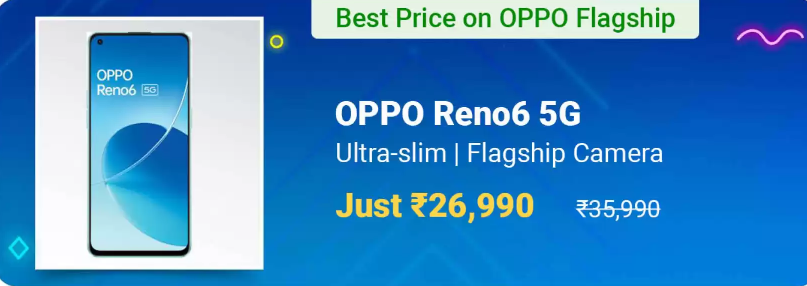 Best Price on OPPO Flagship
OPPO
Reno6 5G
OPPO Reno6 5G
Ultra-slim | Flagship Camera
Just ₹26,990 ₹35,990